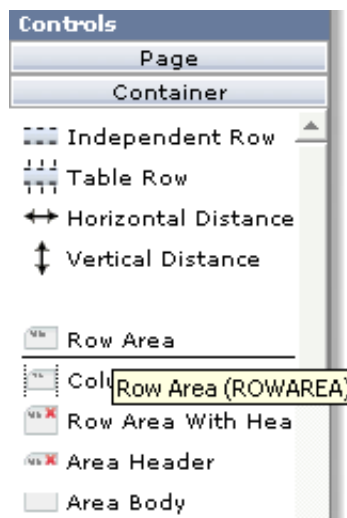 Controls
Page
Container
Independent Row
Table Row
Horizontal Distance
Vertical Distance
Row Area
Row Area (ROWAREA)
Row Area With Hea
Area Header
Area Body